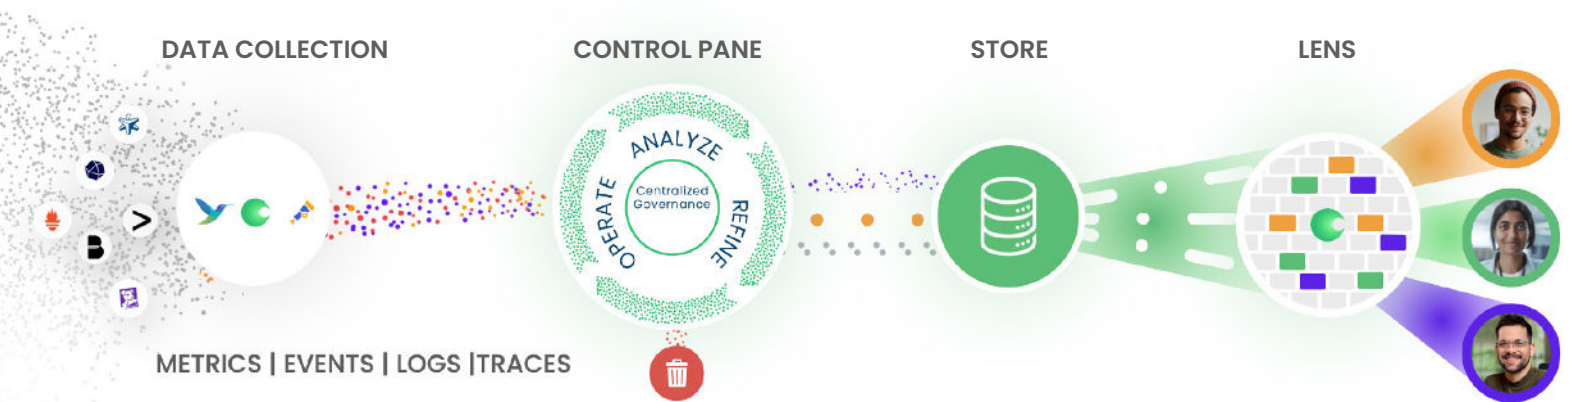 DATA COLLECTION
CONTROL PANE
STORE
LENS
ANALYZE
REFINE
OPERATE
Centralized
Governance
METRICS | EVENTS | LOGS |TRACES